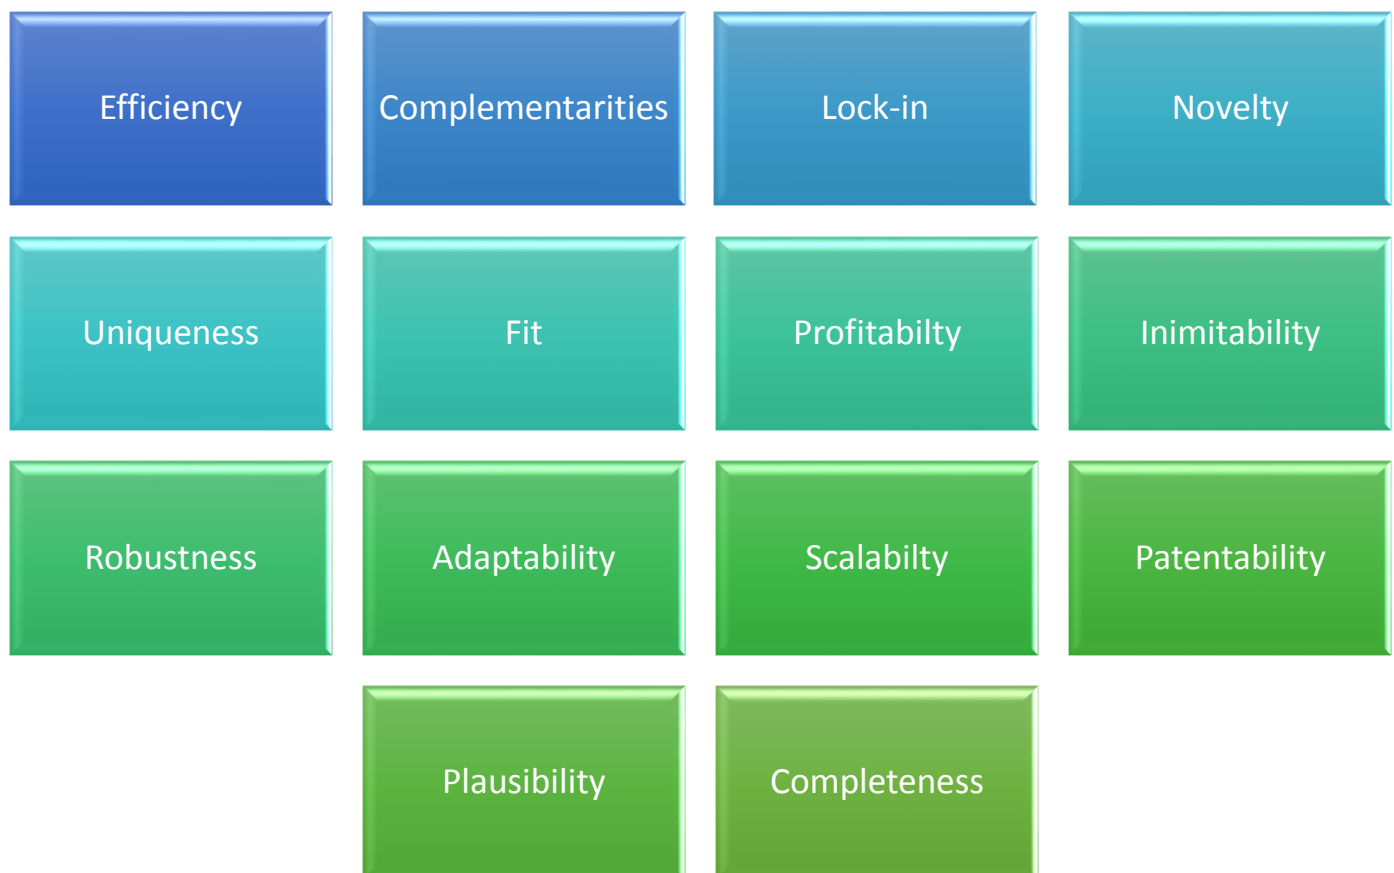 Efficiency
Complementarities
Lock-in
Novelty
Uniqueness
Fit
Profitabilty
Inimitability
Robustness
Adaptability
Scalabilty
Patentability
Plausibility
Completeness